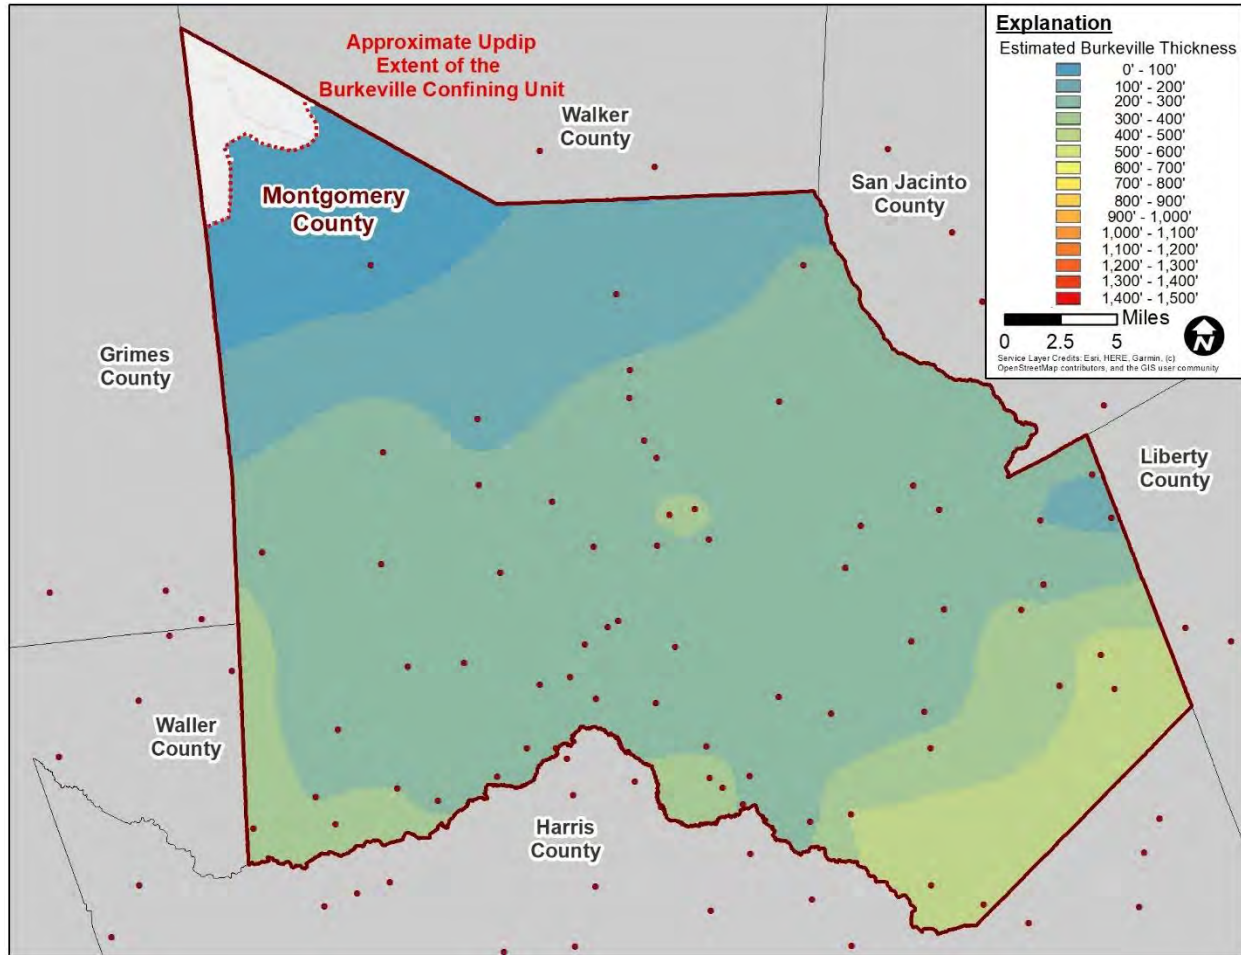 Approximate Updip
Extent of the
Burkeville Confining Unit
Walker
County
San Jacinto
County
Montgomery
County
Grimes
County
Liberty
County
Waller
County
Harris
County
Explanation
Estimated Burkeville Thickness
0' - 100'
100' - 200'
200' - 300'
300' - 400'
400' - 500'
500' - 600'
600' - 700'
700' - 800'
800' - 900'
900' - 1,000'
1,000' - 1,100'
1,100' - 1,200'
1,200' - 1,300'
1,300' - 1,400'
1,400' - 1,500'
Miles
0 2.5 5
N
Service Layer Credits: Esri, HERE, Garmin, (c)
OpenStreetMap contributors, and the GIS user community